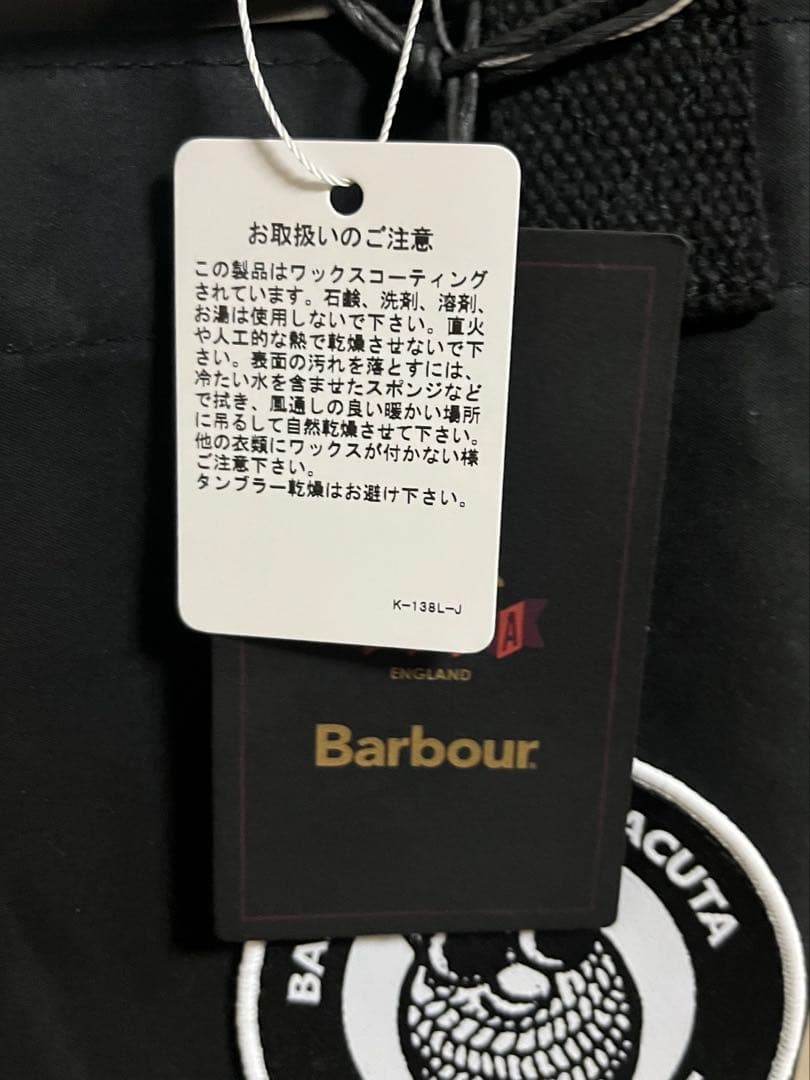 お取扱いのご注意
この製品はワックスコーティング
されています。石鹸、洗剤、溶剤、
お湯は使用しないで下さい。直火
や人工的な熱で乾燥させないで下
さい。表面の汚れを落とすには、
冷たい水を含ませたスポンジなど
で拭き、風通しの良い暖かい場所
に吊るして自然乾燥させて下さい。
他の衣類にワックスが付かない様
ご注意下さい。
タンブラー乾燥はお避け下さい。
K-138L-J
A
ENGLAND
Barbour
BA
ACUTA